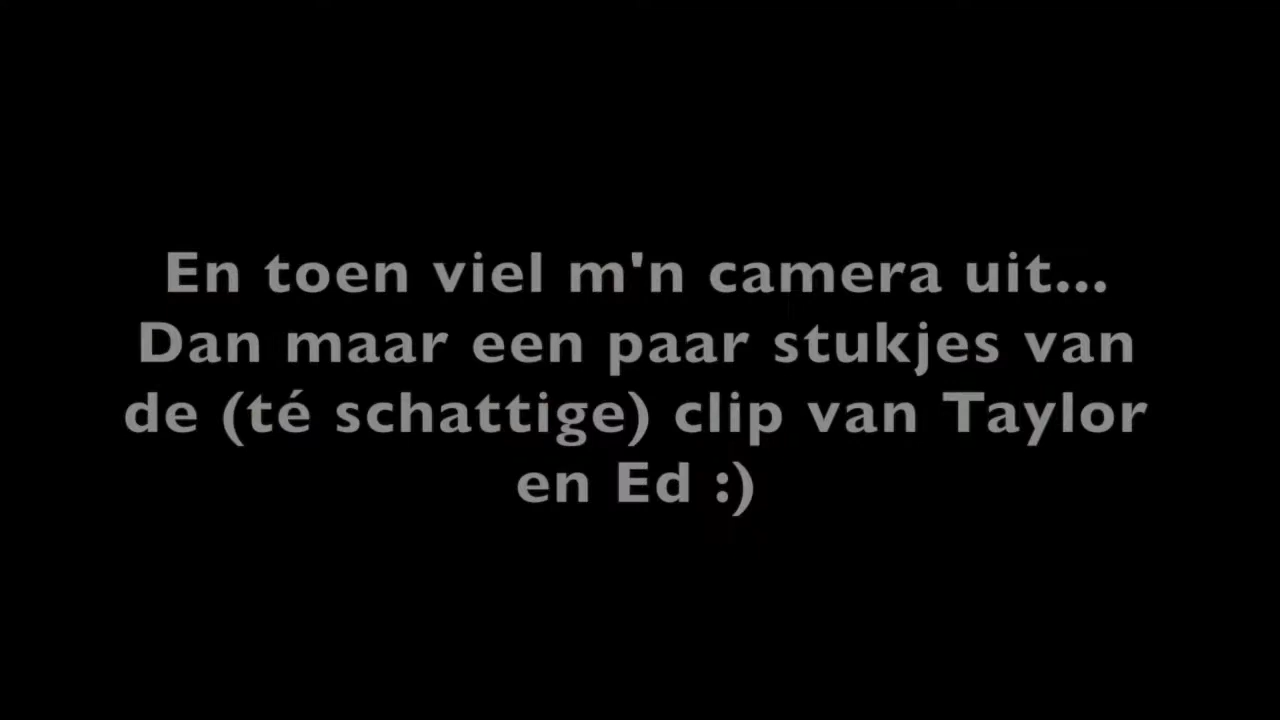 En toen viel m'n camera uit...
Dan maar een paar stukjes van
de (té schattige) clip van Taylor
en Ed :)